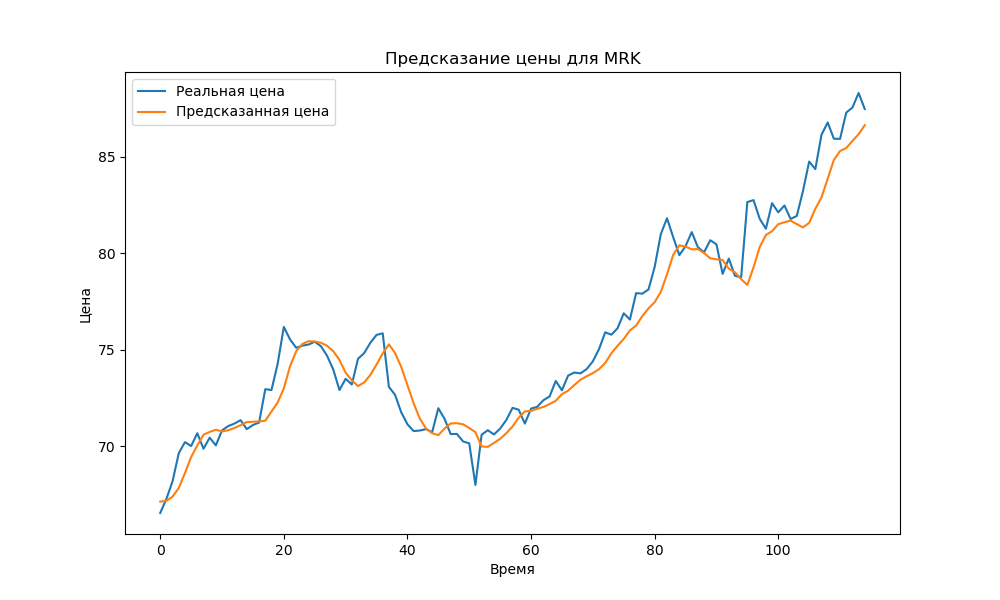 Предсказание цены для MRK
Реальная цена
Предсказанная цена
Цена
85
80
75
70
0 20 40 60 80 100
Время